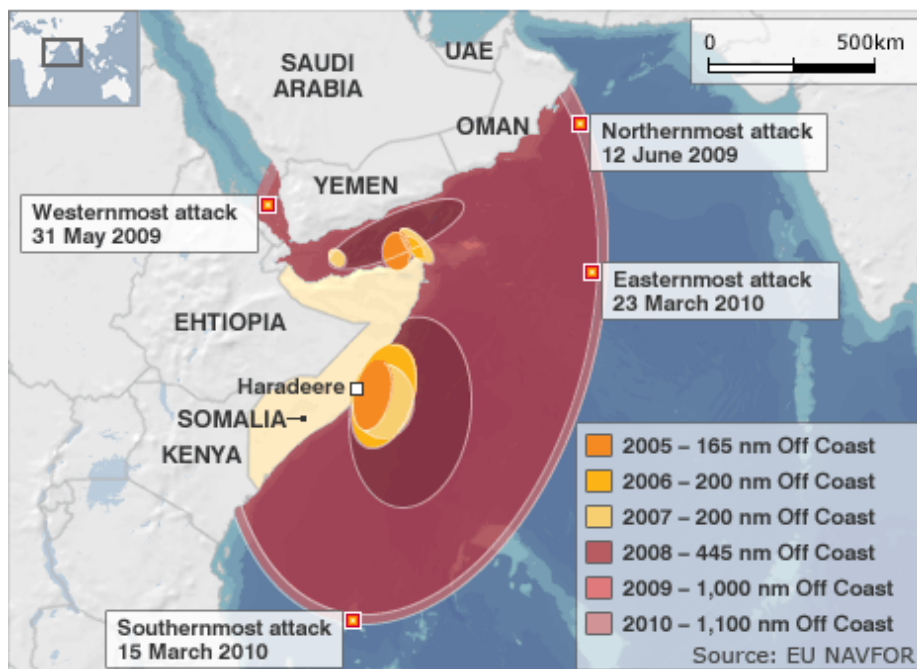 0 500km
UAE
SAUDI
ARABIA
OMAN
Northernmost attack
12 June 2009
YEMEN
Westernmost attack
31 May 2009
Easternmost attack
23 March 2010
EHTIOPIA
Haradeere
SOMALIA
KENYA
2005 – 165 nm Off Coast
2006 – 200 nm Off Coast
2007 – 200 nm Off Coast
2008 – 445 nm Off Coast
2009 – 1,000 nm Off Coast
2010 – 1,100 nm Off Coast
Southernmost attack
15 March 2010
Source: EU NAVFOR